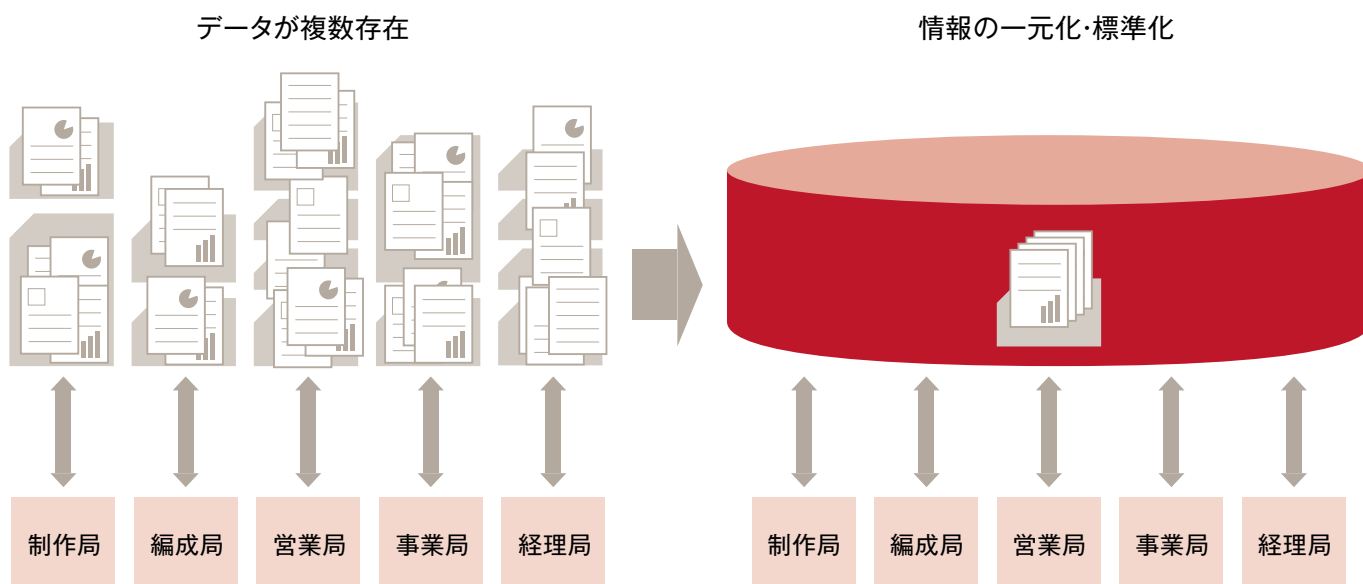 データが複数存在
情報の一元化・標準化
制作局
編成局
営業局
事業局
経理局
制作局
編成局
営業局
事業局
経理局